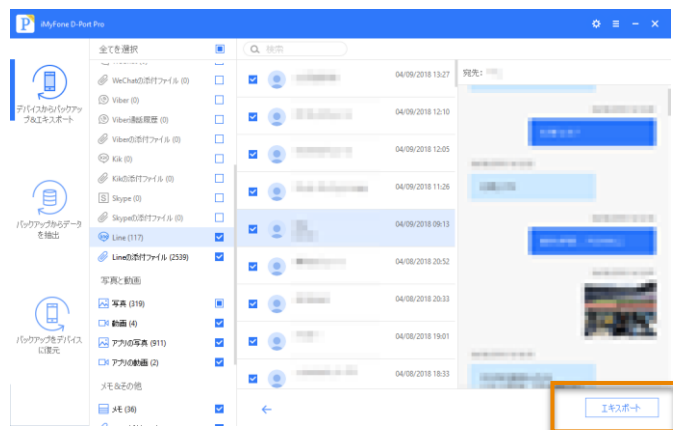 iMyFone D-Port Pro
デバイスからバックアップ&エキスポート
バックアップからデータを抽出
バックアップをデバイスに復元
全てを選択
WeChatの添付ファイル (0)
Viber (0)
Viber通話履歴 (0)
Viberの添付ファイル (0)
Kik (0)
Kikの添付ファイル (0)
Skype (0)
Skypeの添付ファイル (0)
Line (117)
Lineの添付ファイル (2539)
写真と動画
写真 (319)
動画 (4)
アプリの写真 (911)
アプリの動画 (2)
メモ&その他
メモ (36)
検索
04/09/2018 13:27
04/09/2018 12:10
04/09/2018 12:05
04/09/2018 11:26
04/09/2018 09:13
04/08/2018 20:52
04/08/2018 20:33
04/08/2018 19:01
04/08/2018 18:33
宛先:
エキスポート